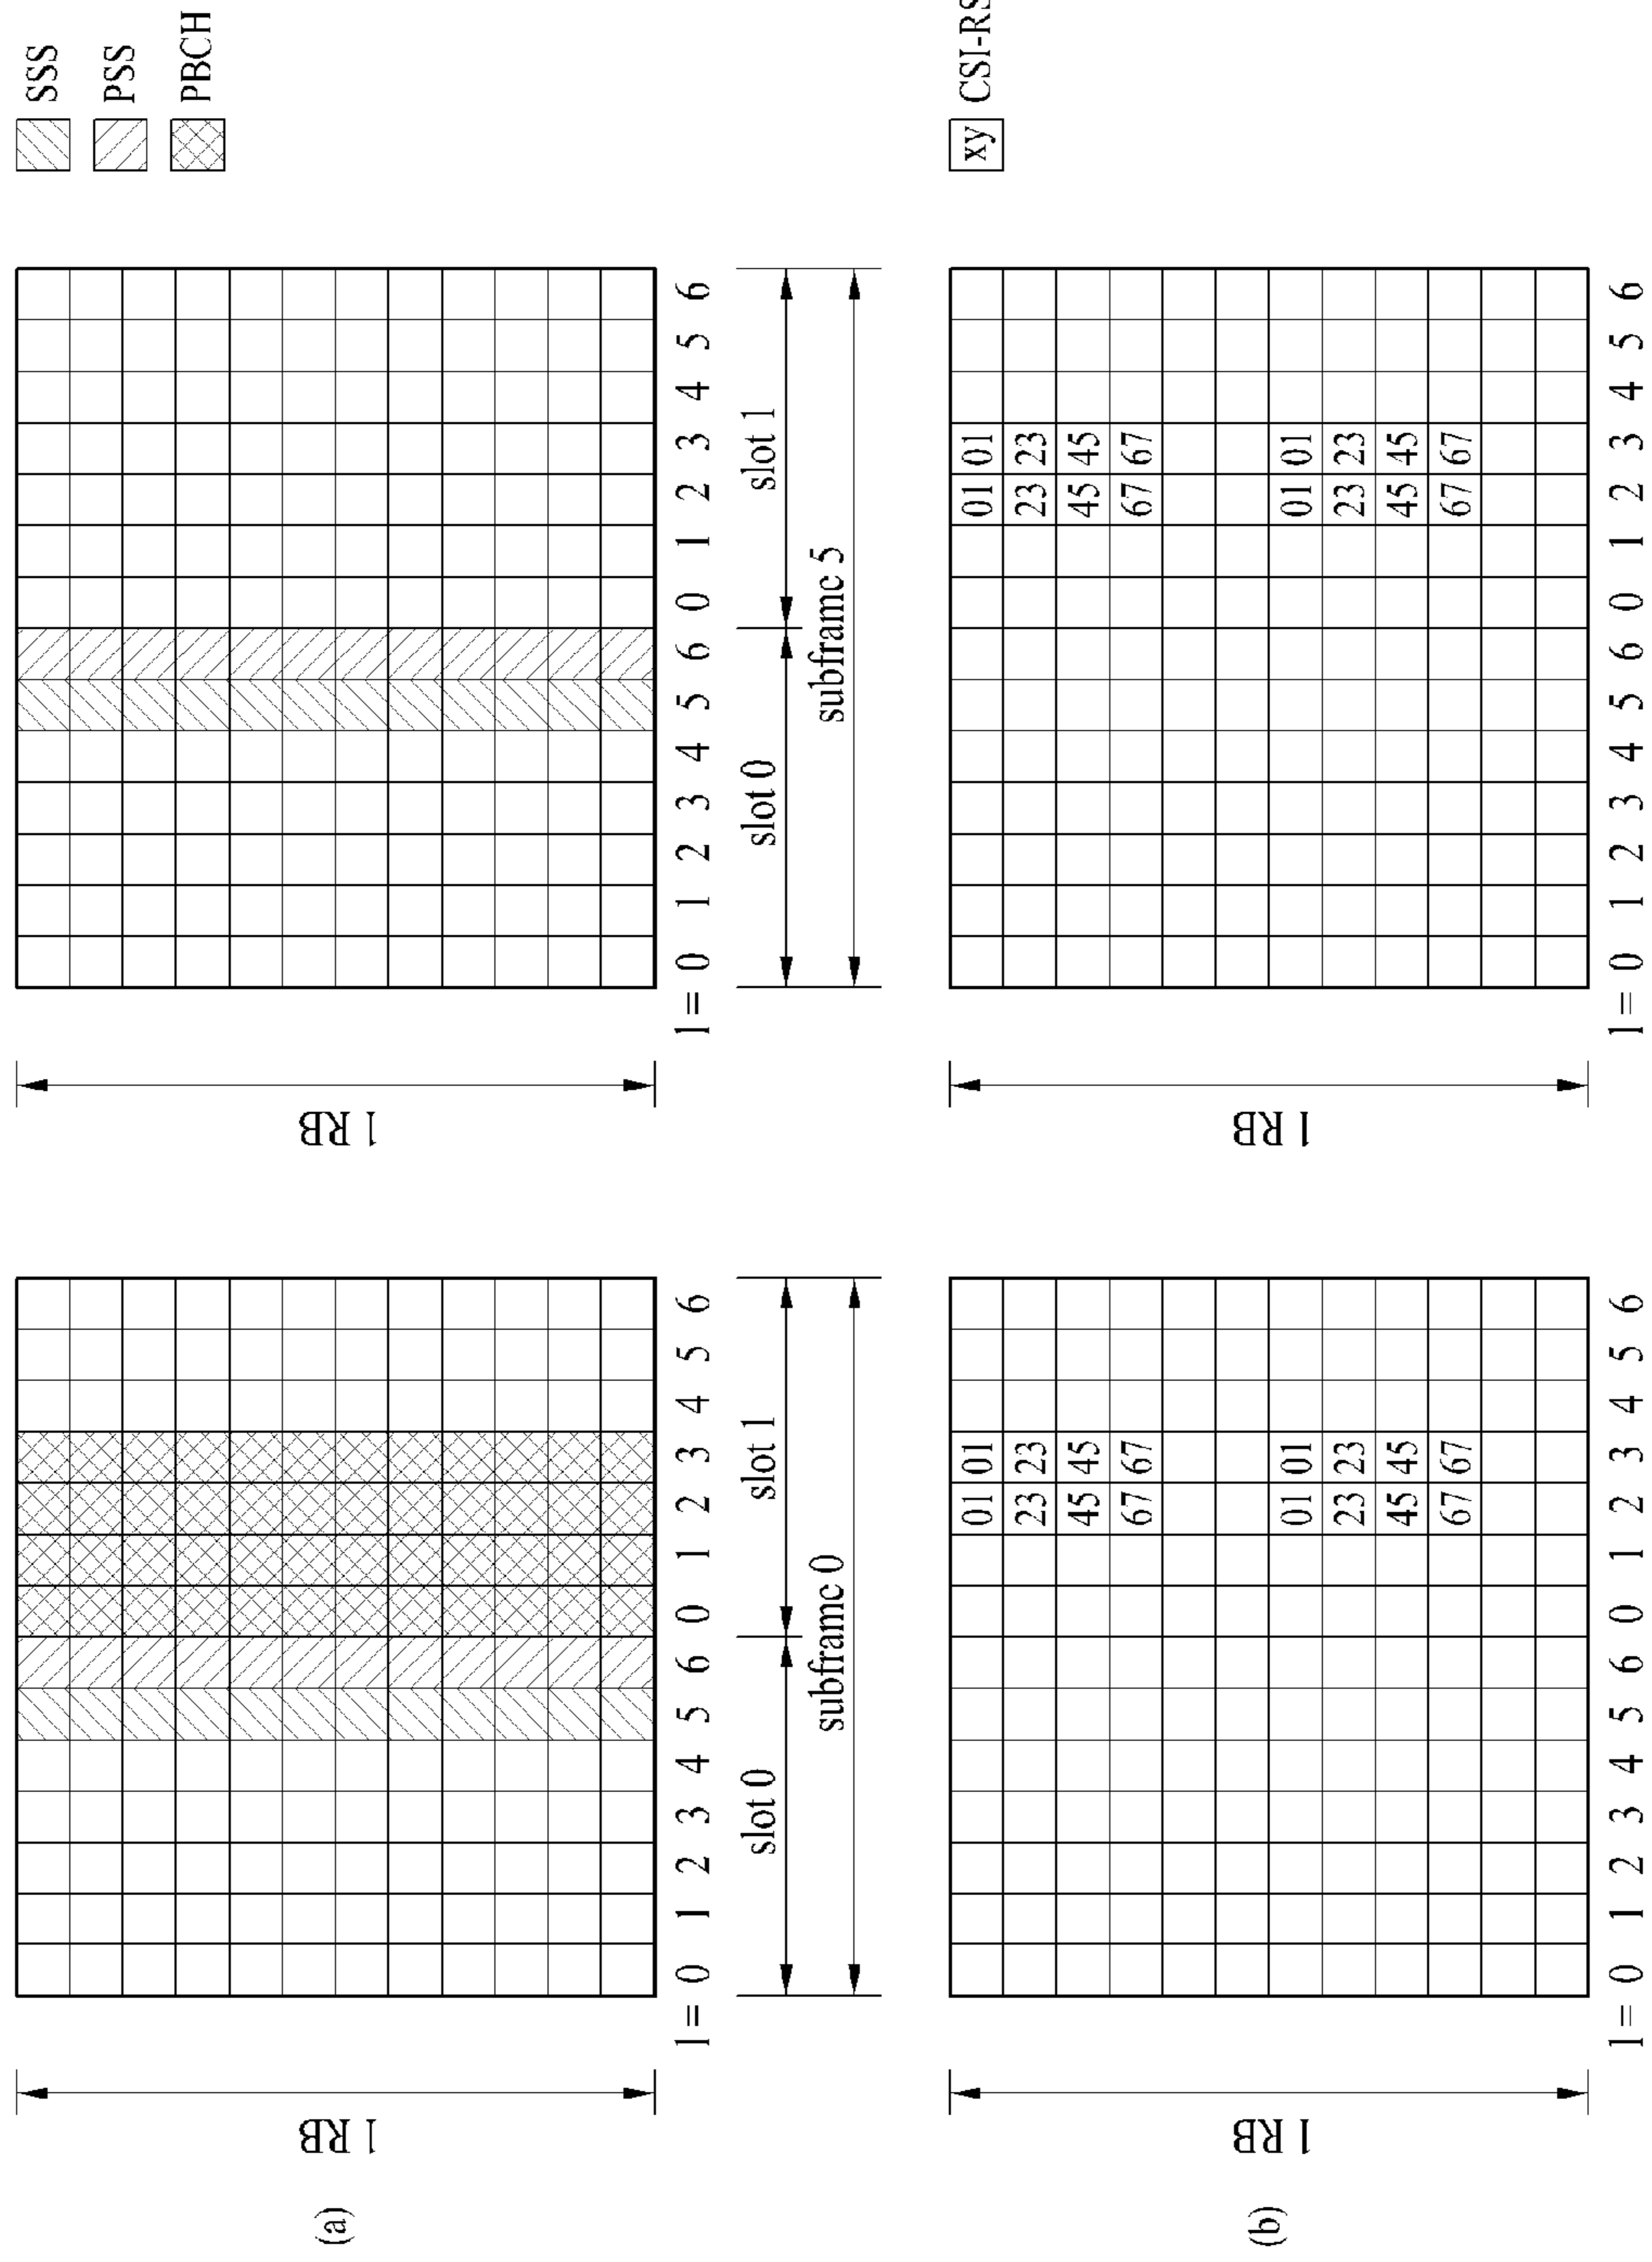 SSS
PSS
PBCH
(a)
1 RB
1 RB
l = 0 1 2 3 4 5 6 0 1 2 3 4 5 6
l = 0 1 2 3 4 5 6 0 1 2 3 4 5 6
slot 0
slot 1
slot 0
slot 1
subframe 0
subframe 5
xy CSI-RS
(b)
1 RB
1 RB
01 01
23 23
45 45
67 67
01 01
23 23
45 45
67 67
01 01
23 23
45 45
67 67
01 01
23 23
45 45
67 67
l = 0 1 2 3 4 5 6 0 1 2 3 4 5 6
l = 0 1 2 3 4 5 6 0 1 2 3 4 5 6